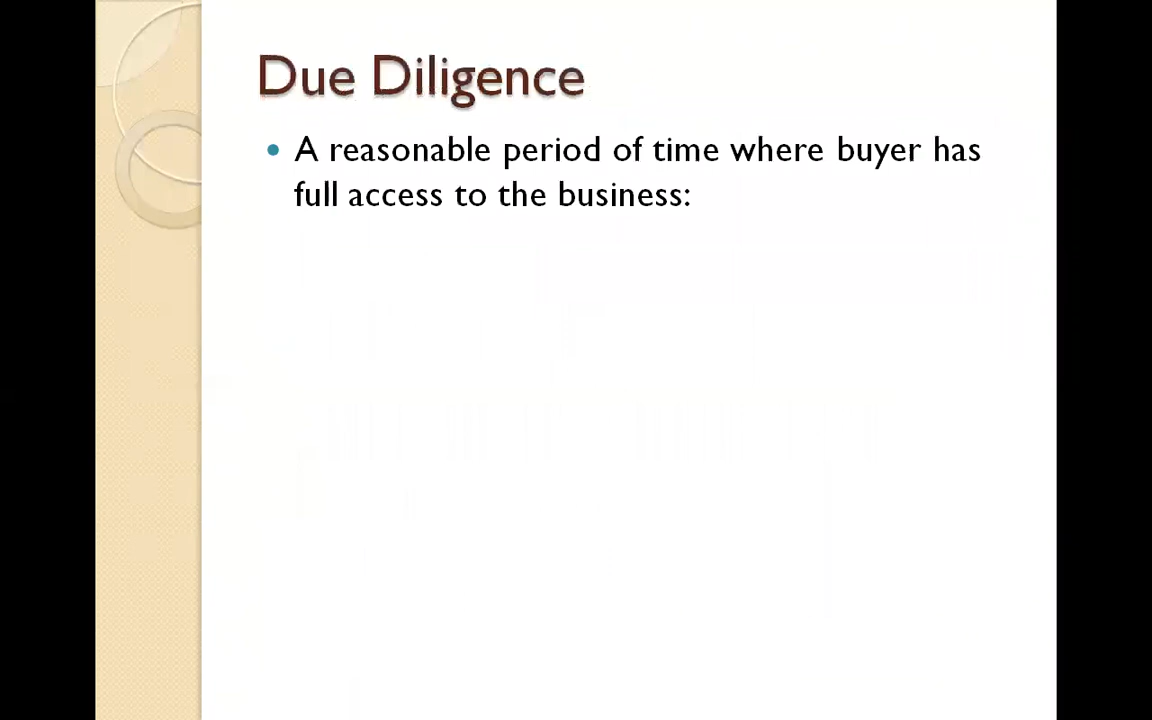 Due Diligence
• A reasonable period of time where buyer has
full access to the business: